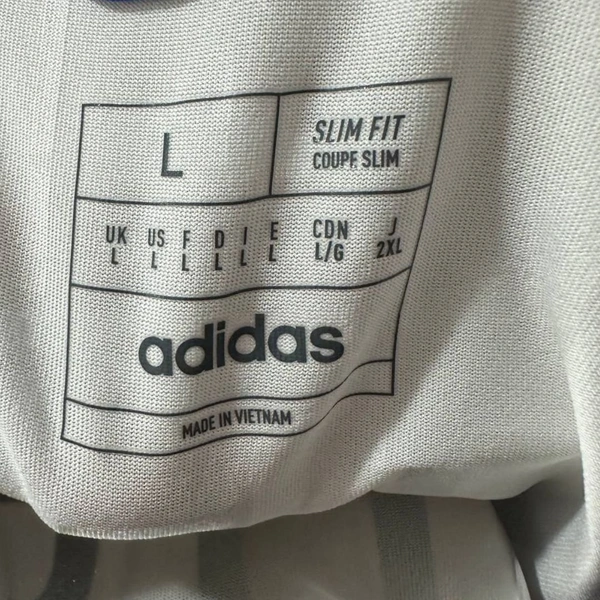 L
SLIM FIT
COUPE SLIM
UK US F D I E CDN J
L L L L L L L/G 2XL
adidas
MADE IN VIETNAM